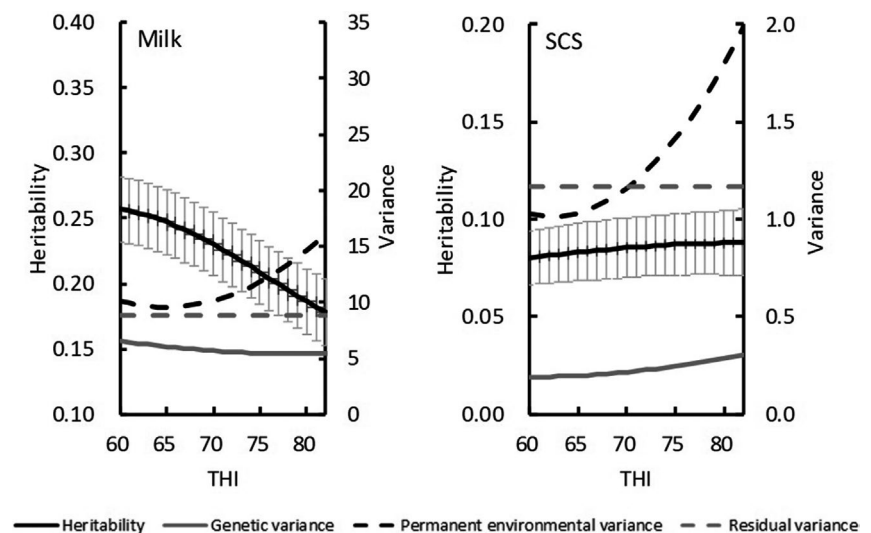 Milk
0.40
0.35
0.30
0.25
0.20
0.15
0.10
Heritability
35
30
25
20
15
10
5
0
Variance
60 65 70 75 80
THI
SCS
0.20
0.15
0.10
0.05
0.00
Heritability
2.0
1.5
1.0
0.5
0.0
Variance
60 65 70 75 80
THI
Heritability Genetic variance Permanent environmental variance Residual variance